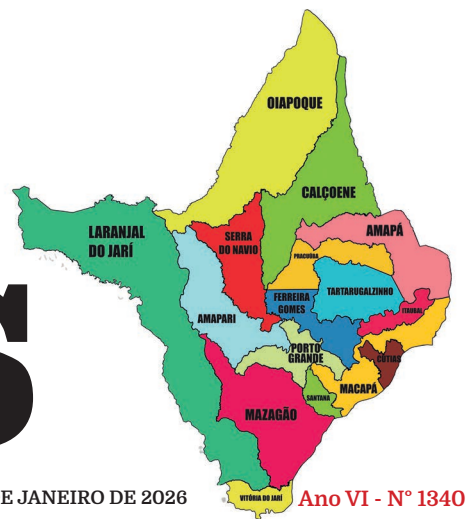 OIAPOQUE
CALÇOENE
LARANJAL
DO JARÍ
SERRA
DO NAVIO
AMAPÁ
PRACUÚBA
TARTARUGALZINHO
FERREIRA
GOMES
ITAUBAL
AMAPARI
PORTO
GRANDE
CUTIAS
MACAPÁ
SANTANA
MAZAGÃO
S
VITÓRIA DO JARÍ
E JANEIRO DE 2026
Ano VI - N° 1340